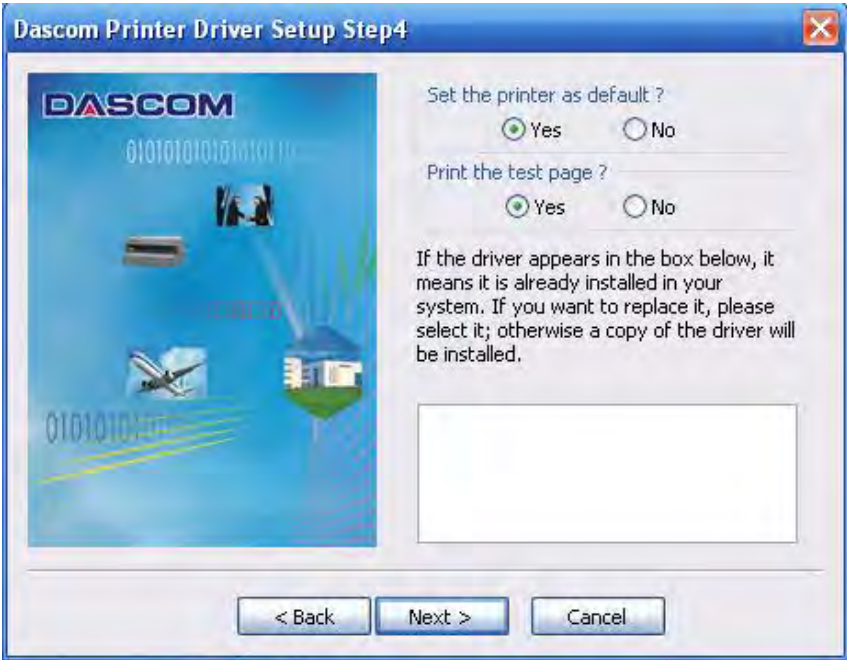 Dascom Printer Driver Setup Step4
DASCOM
Set the printer as default ?
Yes No
Print the test page ?
Yes No
If the driver appears in the box below, it
means it is already installed in your
system. If you want to replace it, please
select it; otherwise a copy of the driver will
be installed.
< Back Next > Cancel